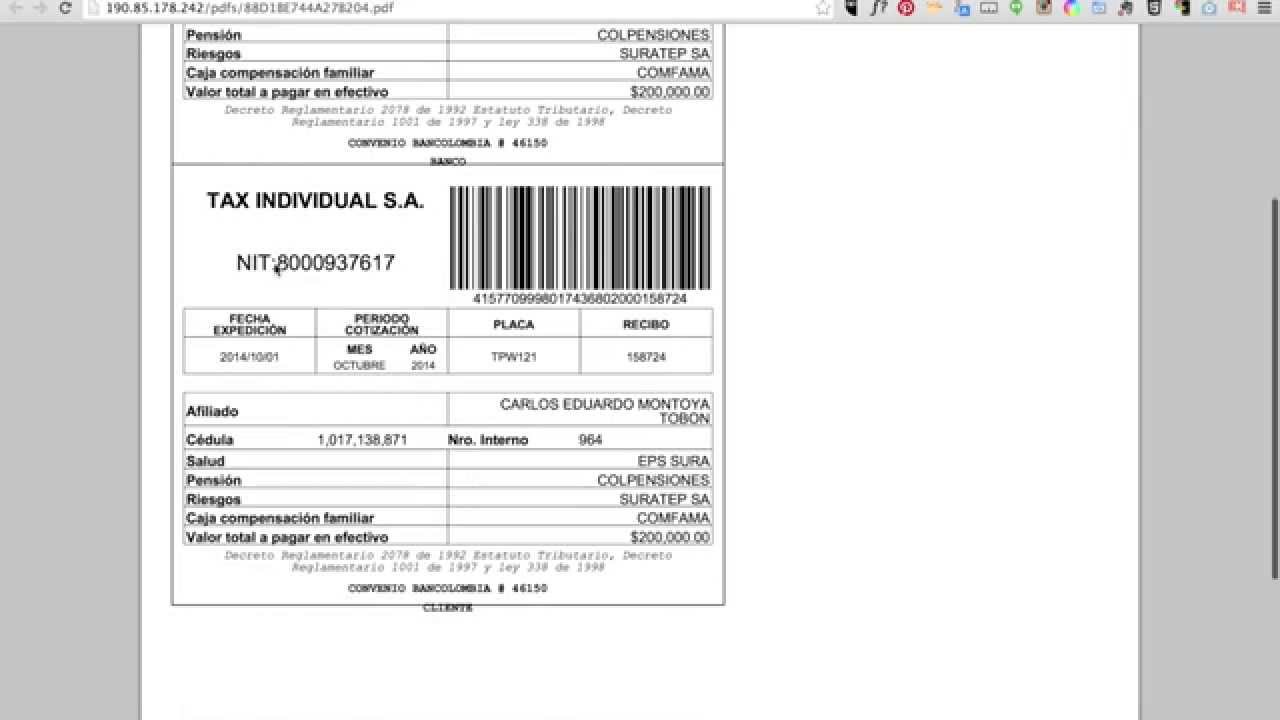 190.85.178.242/pdfs/88D18E744A27B204.pdf
Pensión COLPENSIONES
Riesgos SURATEP SA
Caja compensación familiar COMFAMA
Valor total a pagar en efectivo $200,000.00
Decreto Reglamentario 2078 de 1992 Estatuto Tributario, Decreto
Reglamentario 1001 de 1997 y ley 338 de 1998
CONVENIO BANCOLOMBIA # 46150
BANCO
TAX INDIVIDUAL S.A.
NIT:8000937617
4157709998017436802000158724
FECHA EXPEDICIÓN PERIODO COTIZACIÓN PLACA RECIBO
MES AÑO
2014/10/01 OCTUBRE 2014 TPW121 158724
Afiliado CARLOS EDUARDO MONTOYA
TOBON
Cédula 1,017,138,871 Nro. Interno 964
Salud EPS SURA
Pensión COLPENSIONES
Riesgos SURATEP SA
Caja compensación familiar COMFAMA
Valor total a pagar en efectivo $200,000.00
Decreto Reglamentario 2078 de 1992 Estatuto Tributario, Decreto
Reglamentario 1001 de 1997 y ley 338 de 1998
CONVENIO BANCOLOMBIA # 46150
CLIENTE